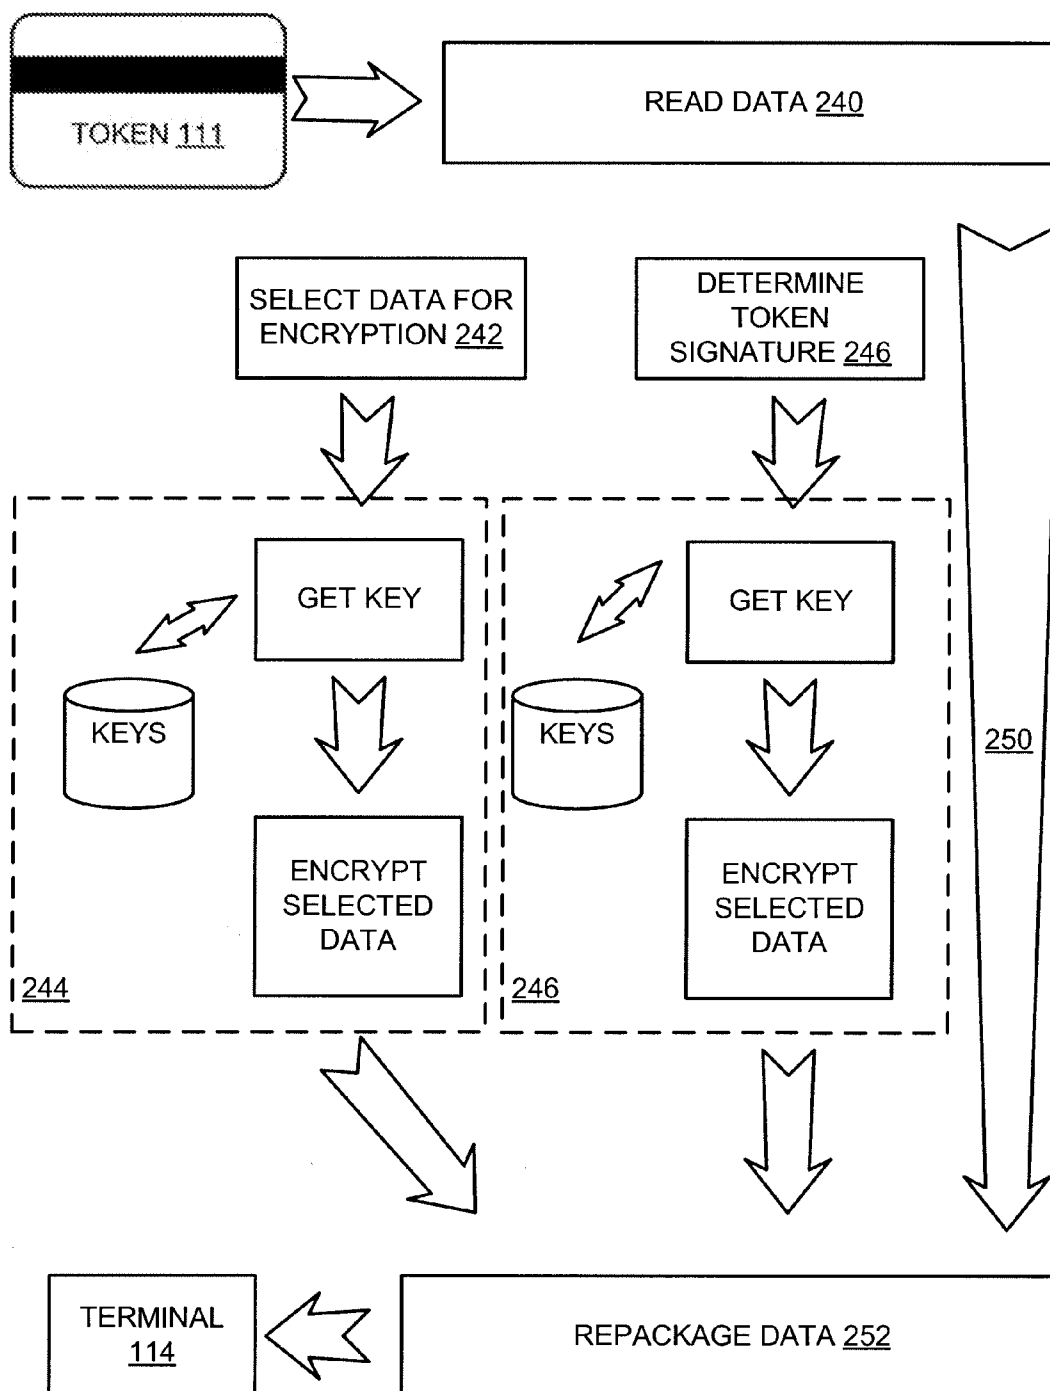 TOKEN 111
READ DATA 240
SELECT DATA FOR
ENCRYPTION 242
DETERMINE
TOKEN
SIGNATURE 246
GET KEY
KEYS
ENCRYPT
SELECTED
DATA
244
GET KEY
KEYS
ENCRYPT
SELECTED
DATA
246
250
TERMINAL
114
REPACKAGE DATA 252